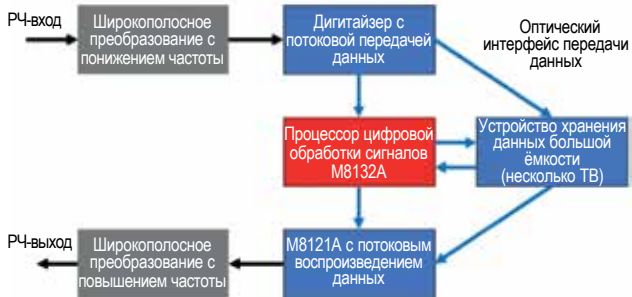 РЧ-вход
Широкополосное
преобразование с
понижением частоты
Дигитайзер с
потоковой передачей
данных
Оптический
интерфейс передачи
данных
Процессор цифровой
обработки сигналов
M8132A
Устройство хранения
данных большой
ёмкости
(несколько ТВ)
РЧ-выход
Широкополосное
преобразование с
повышением частоты
M8121A с потоковым
воспроизведением
данных